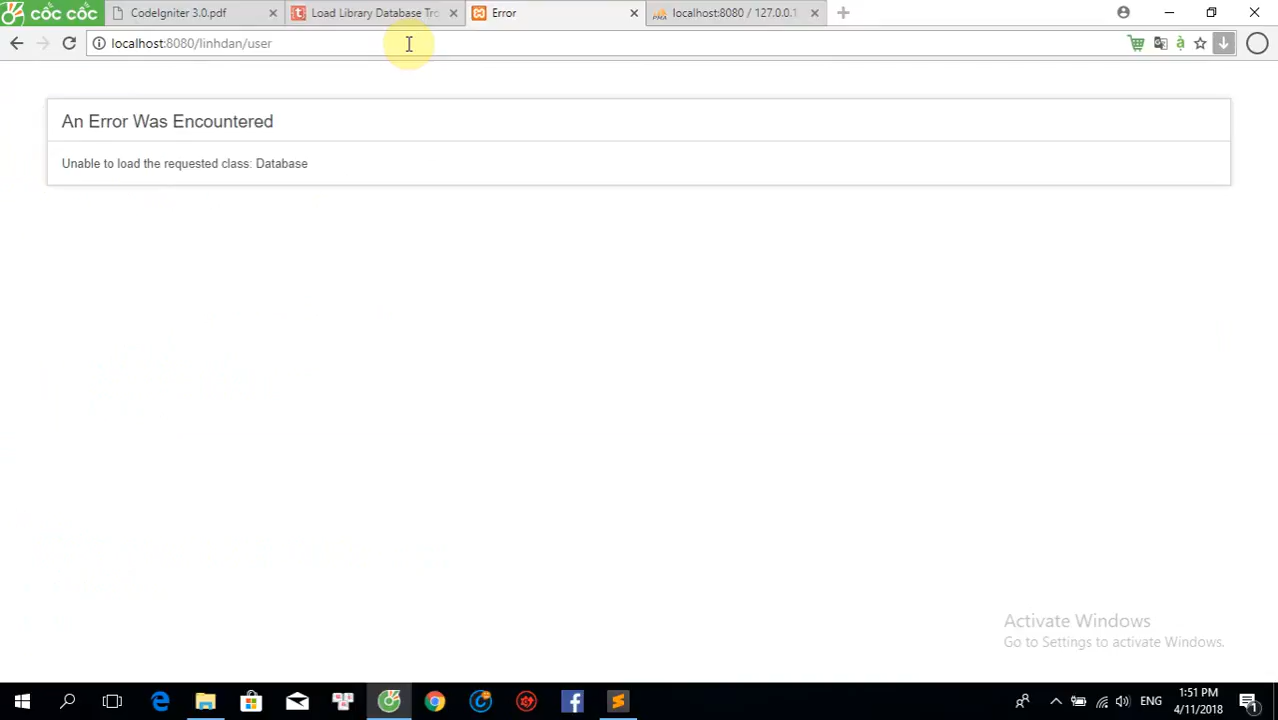 cốc cốc
CodeIgniter 3.0.pdf
Load Library Database Tro
Error
localhost:8080 / 127.0.0.1
localhost:8080/linhdan/user
An Error Was Encountered
Unable to load the requested class: Database
Activate Windows
Go to Settings to activate Windows.
ENG
1:51 PM
4/11/2018